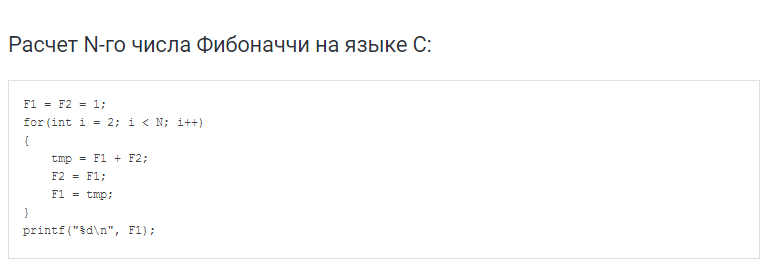 Расчет N-го числа Фибоначчи на языке С:
F1 = F2 = 1;
for(int i = 2; i < N; i++)
{
    tmp = F1 + F2;
    F2 = F1;
    F1 = tmp;
}
printf("%d\n", F1);